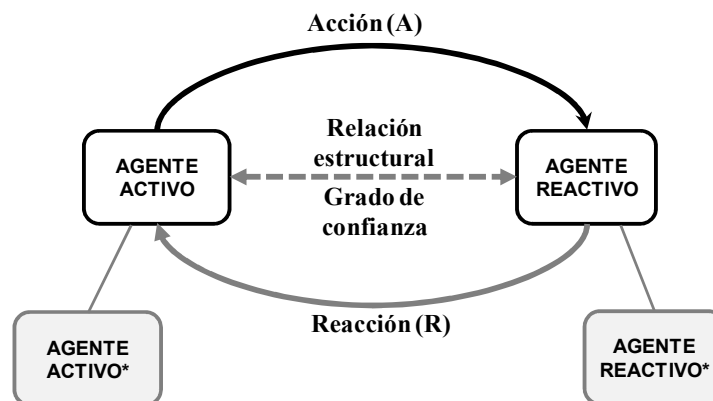 Acción (A)
Relación
estructural
AGENTE
ACTIVO
AGENTE
REACTIVO
Grado de
confianza
Reacción (R)
AGENTE
ACTIVO*
AGENTE
REACTIVO*